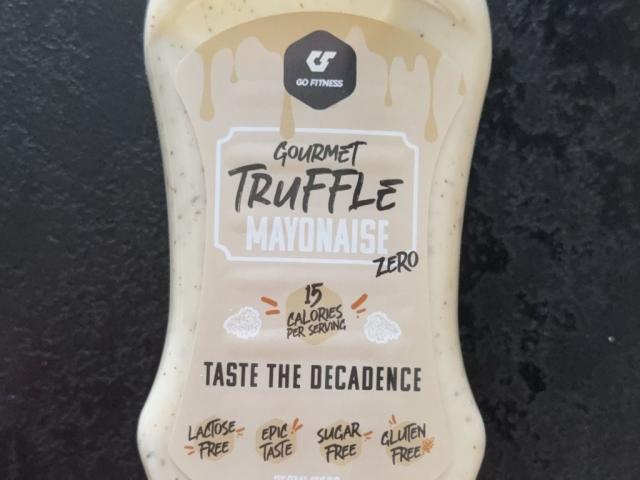 GO FITNESS
GOURMET
TRUFFLE
MAYONAISE
ZERO
15
CALORIES
PER SERVING
TASTE THE DECADENCE
LACTOSE FREE
EPIC TASTE
SUGAR FREE
GLUTEN FREE